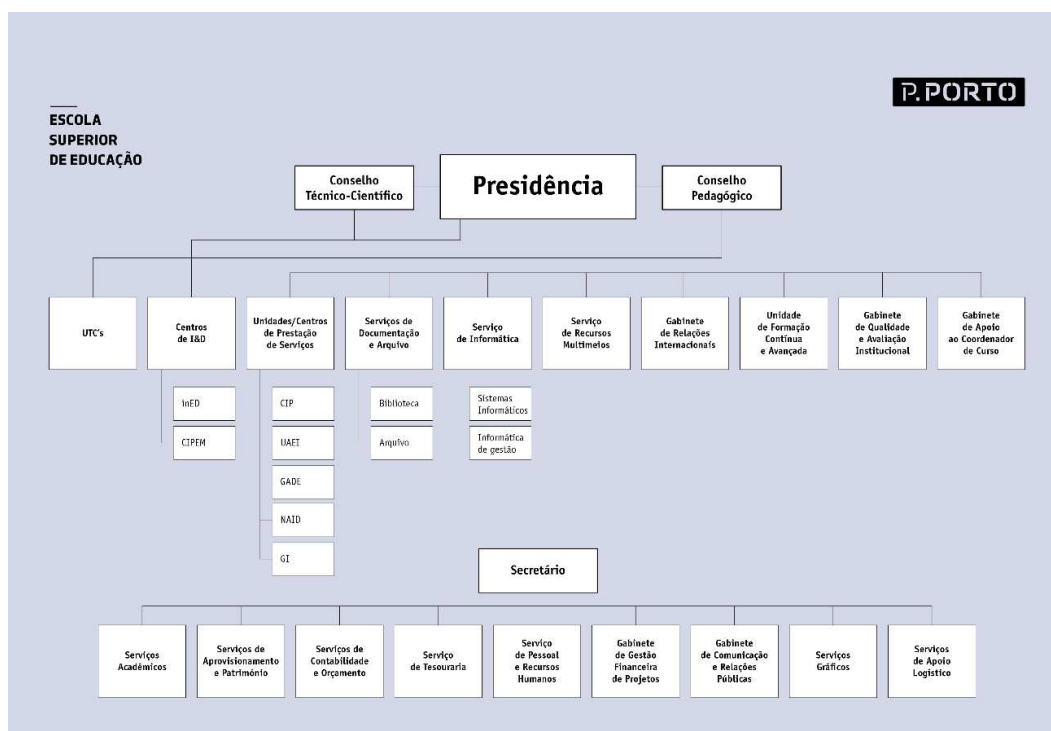 P.PORTO
ESCOLA
SUPERIOR
DE EDUCAÇÃO
Conselho
Técnico-Científico
Presidência
Conselho
Pedagógico
UTC's
Centros
de I&D
Unidades/Centros
de Prestação
de Serviços
Serviços de
Documentação
e Arquivo
Serviço
de Informática
Serviço
de Recursos
Multimeios
Gabinete
de Relações
Internacionais
Unidade
de Formação
Contínua
e Avançada
Gabinete
de Qualidade
e Avaliação
Institucional
Gabinete
de Apoio
ao Coordenador
de Curso
inED
CIPEM
CIP
UAEI
GADE
NAID
GI
Biblioteca
Arquivo
Sistemas
Informáticos
Informática
de gestão
Secretário
Serviços
Académicos
Serviços de
Aprovisionamento
e Património
Serviços de
Contabilidade
e Orçamento
Serviço
de Tesouraria
Serviço
de Pessoal
e Recursos
Humanos
Gabinete
de Gestão
Financeira
de Projetos
Gabinete
de Comunicação
e Relações
Públicas
Serviços
Gráficos
Serviços
de Apoio
Logístico